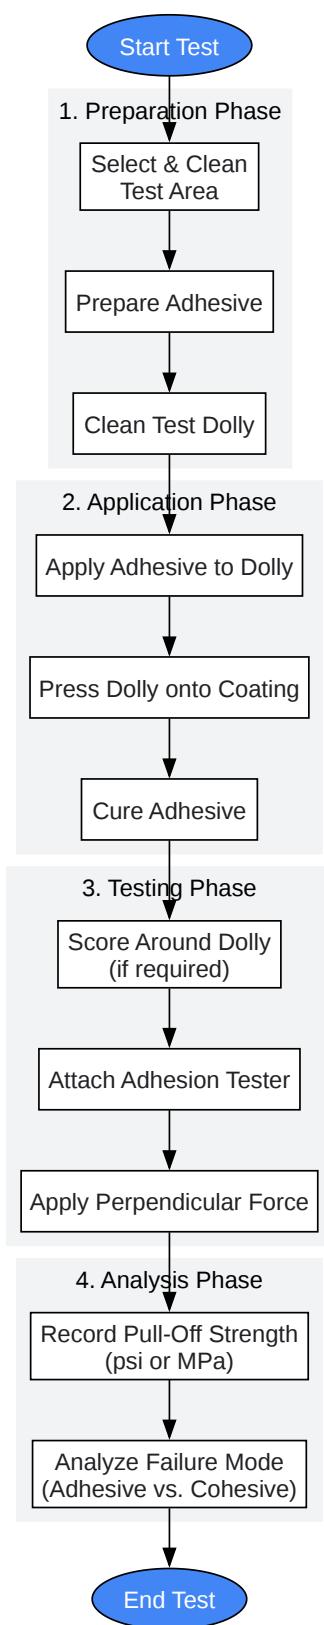 Start Test
1. Preparation Phase
Select & Clean
Test Area
Prepare Adhesive
Clean Test Dolly
2. Application Phase
Apply Adhesive to Dolly
Press Dolly onto Coating
Cure Adhesive
3. Testing Phase
Score Around Dolly
(if required)
Attach Adhesion Tester
Apply Perpendicular Force
4. Analysis Phase
Record Pull-Off Strength
(psi or MPa)
Analyze Failure Mode
(Adhesive vs. Cohesive)
End Test